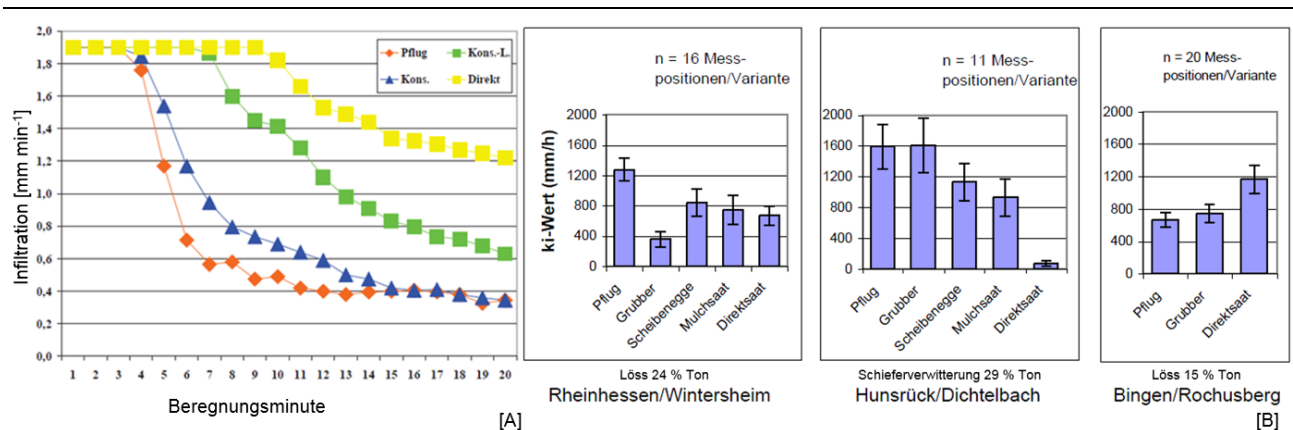 2,0
1,8
1,6
1,4
1,2
1,0
0,8
0,6
0,4
0,2
0,0
Infiltration [mm min⁻¹]
Pflug
Kons.-L.
Kons.
Direkt
1 2 3 4 5 6 7 8 9 10 11 12 13 14 15 16 17 18 19 20
Beregnungsminute
[A]
n = 16 Mess-
positionen/Variante
ki-Wert (mm/h)
2000
1600
1200
800
400
0
Pflug
Grubber
Scheibenegge
Mulchsaat
Direktsaat
Löss 24 % Ton
Rheinhessen/Wintersheim
n = 11 Mess-
positionen/Variante
2000
1600
1200
800
400
0
Pflug
Grubber
Scheibenegge
Mulchsaat
Direktsaat
Schieferverwitterung 29 % Ton
Hunsrück/Dichtelbach
n = 20 Mess-
positionen/Variante
2000
1600
1200
800
400
0
Pflug
Grubber
Direktsaat
Löss 15 % Ton
Bingen/Rochusberg
[B]